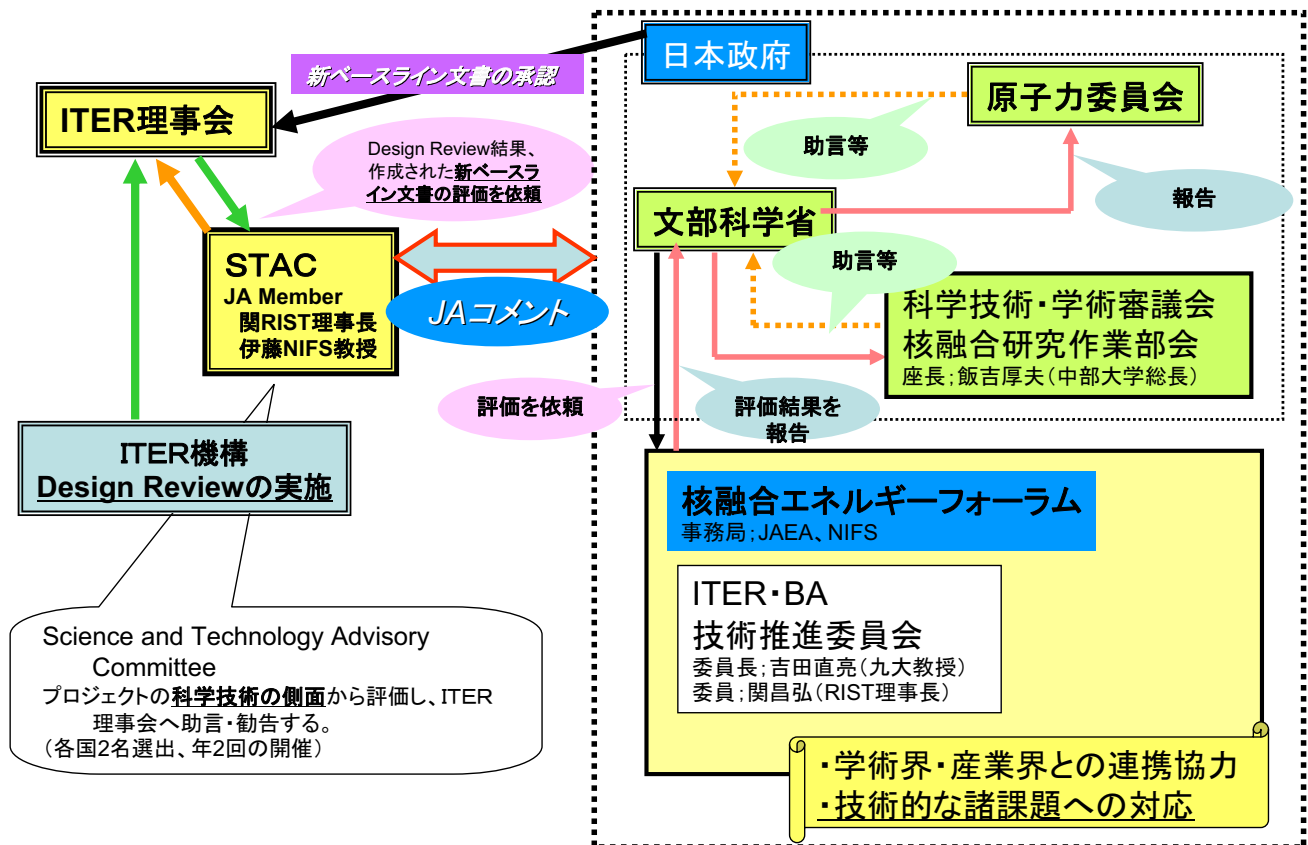 日本政府
新ベースライン文書の承認
ITER理事会
原子力委員会
助言等
Design Review結果、
作成された新ベースラ
イン文書の評価を依頼
報告
文部科学省
STAC
JA Member
関RIST理事長
伊藤NIFS教授
JAコメント
助言等
科学技術・学術審議会
核融合研究作業部会
座長;飯吉厚夫(中部大学総長)
評価を依頼
評価結果を
報告
ITER機構
Design Reviewの実施
核融合エネルギーフォーラム
事務局;JAEA、NIFS
ITER・BA
技術推進委員会
委員長;吉田直亮(九大教授)
委員;関昌弘(RIST理事長)
Science and Technology Advisory
Committee
プロジェクトの科学技術の側面から評価し、ITER
理事会へ助言・勧告する。
(各国2名選出、年2回の開催)
・学術界・産業界との連携協力
・技術的な諸課題への対応